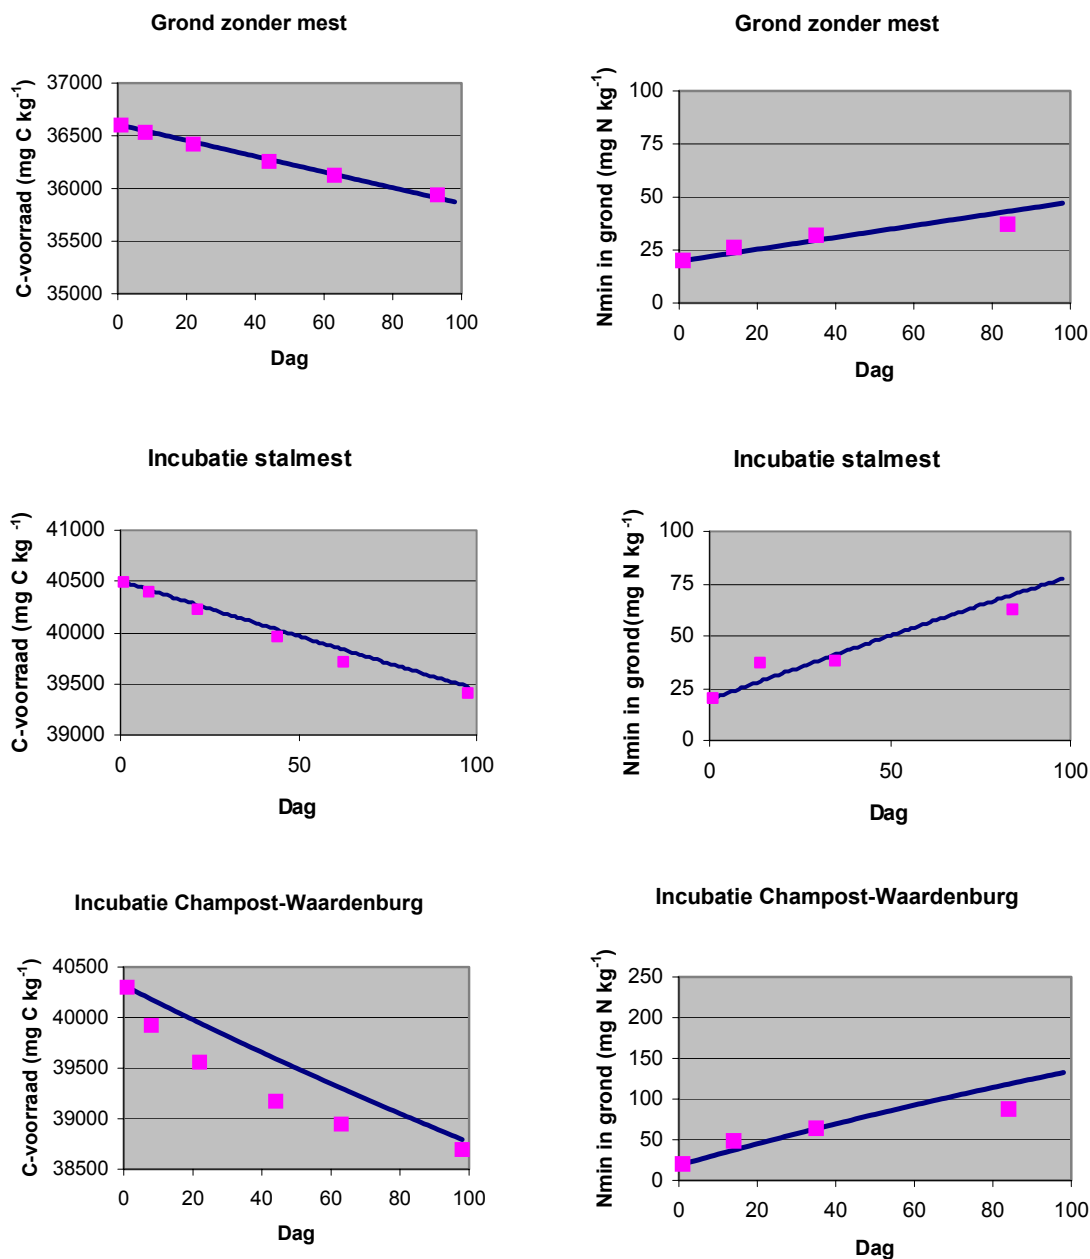 Grond zonder mest
C-voorraad (mg C kg-1)
37000
36500
36000
35500
35000
0 20 40 60 80 100
Dag
Grond zonder mest
Nmin in grond (mg N kg-1)
100
75
50
25
0
0 20 40 60 80 100
Dag
Incubatie stalmest
C-voorraad (mg C kg -1)
41000
40500
40000
39500
39000
0 50 100
Dag
Incubatie stalmest
Nmin in grond(mg N kg-1)
100
75
50
25
0
0 50 100
Dag
Incubatie Champost-Waardenburg
C-voorraad (mg C kg-1)
40500
40000
39500
39000
38500
0 20 40 60 80 100
Dag
Incubatie Champost-Waardenburg
Nmin in grond (mg N kg-1)
250
200
150
100
50
0
0 20 40 60 80 100
Dag